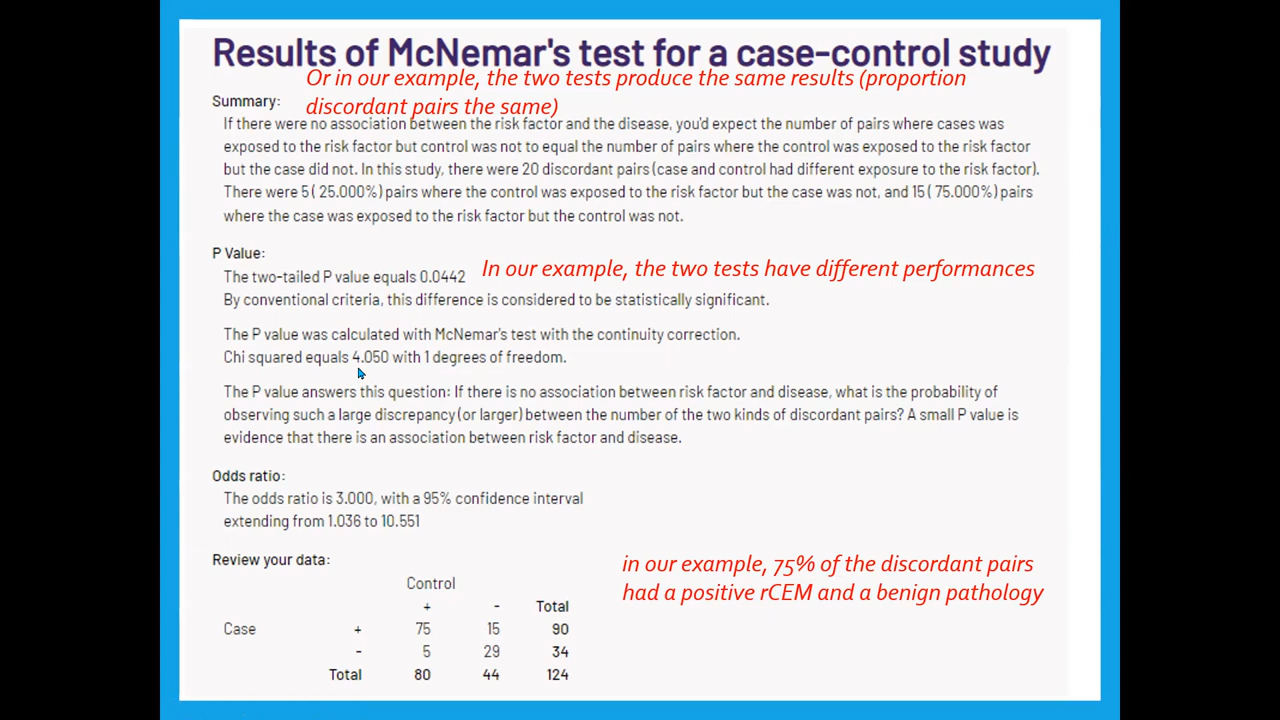 Results of McNemar's test for a case-control study
Or in our example, the two tests produce the same results (proportion
discordant pairs the same)
Summary:
If there were no association between the risk factor and the disease, you'd expect the number of pairs where cases was
exposed to the risk factor but control was not to equal the number of pairs where the control was exposed to the risk factor
but the case did not. In this study, there were 20 discordant pairs (case and control had different exposure to the risk factor).
There were 5 ( 25.000%) pairs where the control was exposed to the risk factor but the case was not, and 15 ( 75.000%) pairs
where the case was exposed to the risk factor but the control was not.
P Value:
The two-tailed P value equals 0.0442
In our example, the two tests have different performances
By conventional criteria, this difference is considered to be statistically significant.
The P value was calculated with McNemar's test with the continuity correction.
Chi squared equals 4.050 with 1 degrees of freedom.
The P value answers this question: If there is no association between risk factor and disease, what is the probability of
observing such a large discrepancy (or larger) between the number of the two kinds of discordant pairs? A small P value is
evidence that there is an association between risk factor and disease.
Odds ratio:
The odds ratio is 3.000, with a 95% confidence interval
extending from 1.036 to 10.551
Review your data:
in our example, 75% of the discordant pairs
had a positive rCEM and a benign pathology
Control
+ - Total
Case + 75 15 90
- 5 29 34
Total 80 44 124